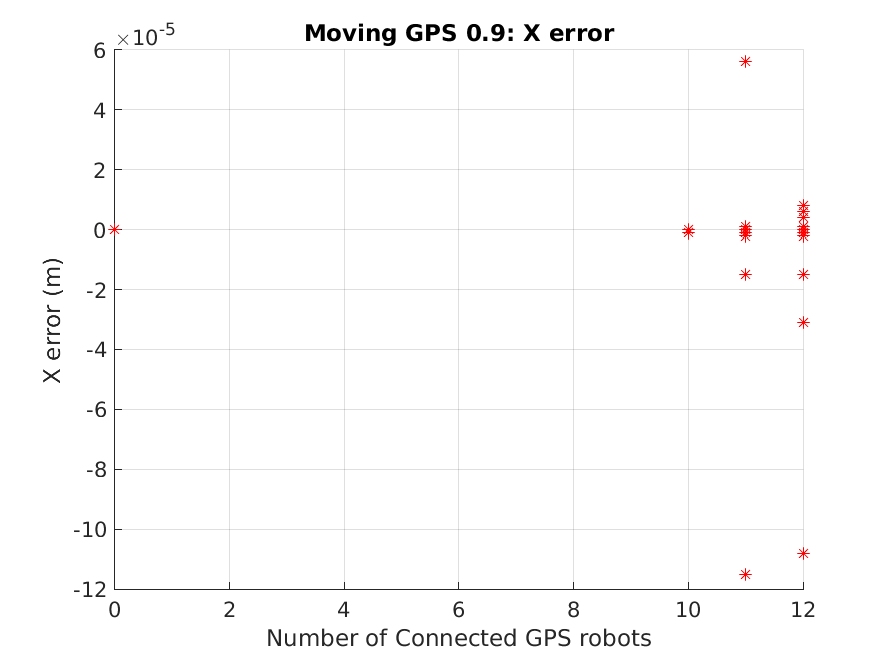 Moving GPS 0.9: X error
×10⁻⁵
6
4
2
0
-2
-4
-6
-8
-10
-12
X error (m)
0 2 4 6 8 10 12
Number of Connected GPS robots